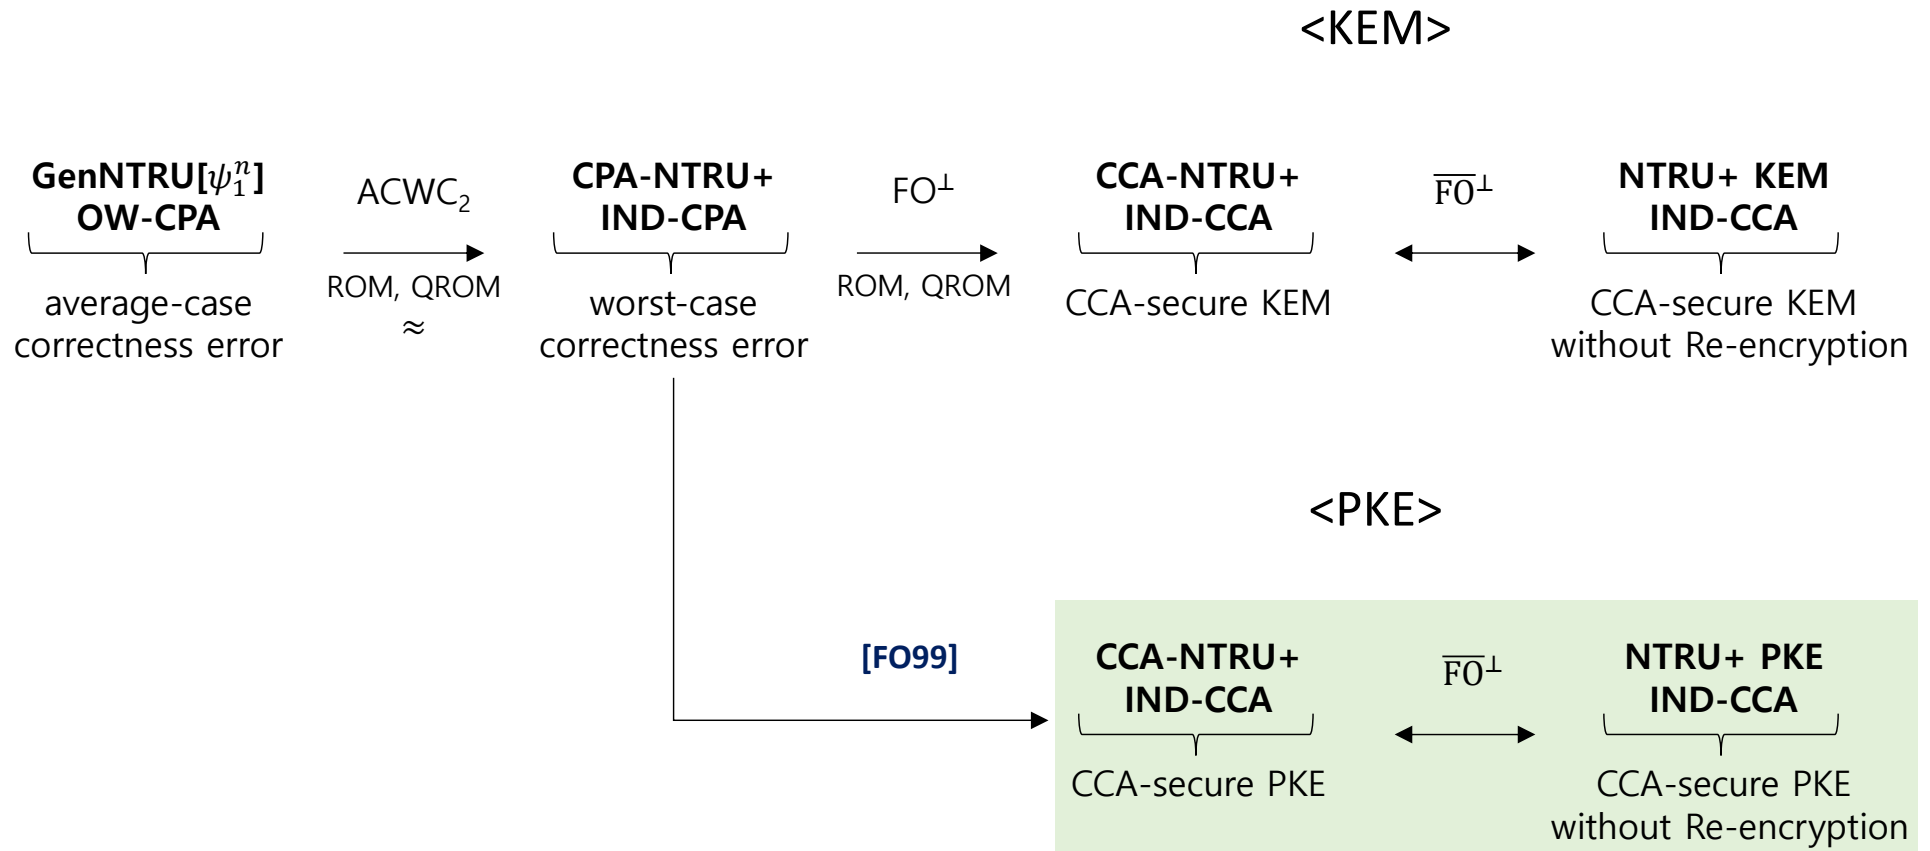 <KEM>
GenNTRU[ψ₁ⁿ]
OW-CPA
average-case
correctness error
ACWC₂
ROM, QROM
≈
CPA-NTRU+
IND-CPA
worst-case
correctness error
FO⊥
ROM, QROM
CCA-NTRU+
IND-CCA
CCA-secure KEM
F̅O̅⊥
NTRU+ KEM
IND-CCA
CCA-secure KEM
without Re-encryption
<PKE>
[FO99]
CCA-NTRU+
IND-CCA
CCA-secure PKE
F̅O̅⊥
NTRU+ PKE
IND-CCA
CCA-secure PKE
without Re-encryption